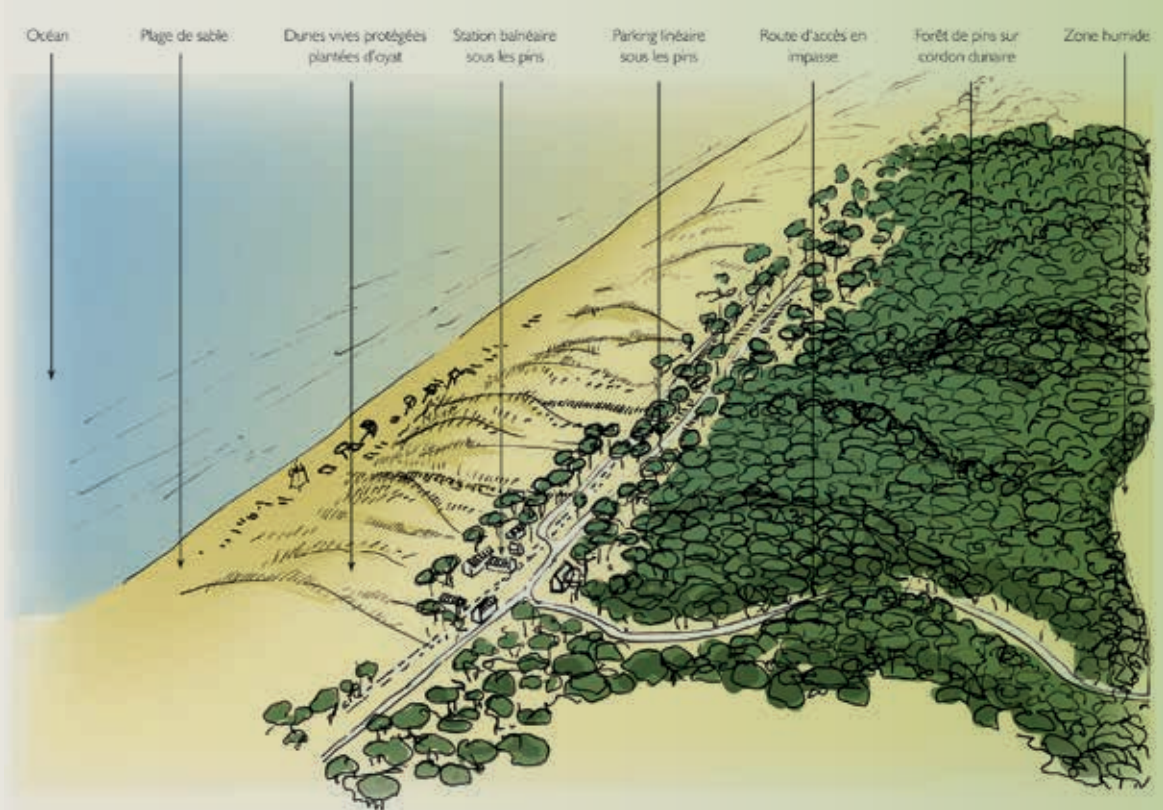 Océan
Plage de sable
Dunes vives protégées
plantées d'oyat
Station balnéaire
sous les pins
Parking linéaire
sous les pins
Route d'accès en
impasse
Forêt de pins sur
cordon dunaire
Zone humide